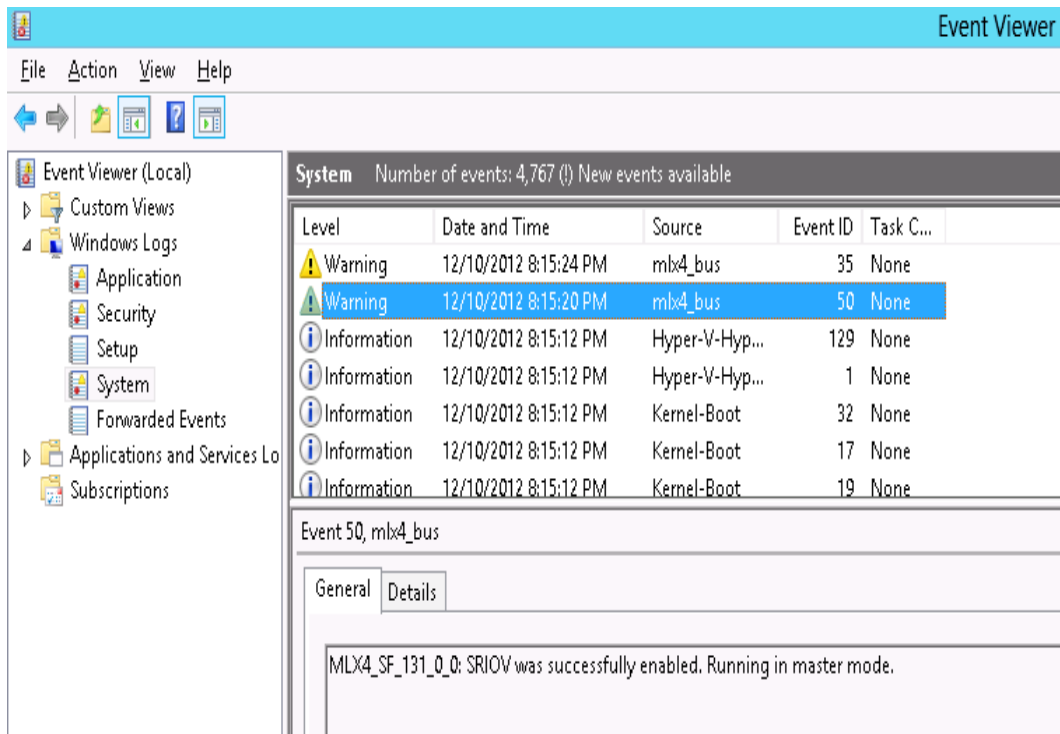 Event Viewer
File Action View Help
Event Viewer (Local)
Custom Views
Windows Logs
Application
Security
Setup
System
Forwarded Events
Applications and Services Lo
Subscriptions
System Number of events: 4,767 (!) New events available
Level Date and Time Source Event ID Task C...
Warning 12/10/2012 8:15:24 PM mlx4_bus 35 None
Warning 12/10/2012 8:15:20 PM mlx4_bus 50 None
Information 12/10/2012 8:15:12 PM Hyper-V-Hyp... 129 None
Information 12/10/2012 8:15:12 PM Hyper-V-Hyp... 1 None
Information 12/10/2012 8:15:12 PM Kernel-Boot 32 None
Information 12/10/2012 8:15:12 PM Kernel-Boot 17 None
Information 12/10/2012 8:15:12 PM Kernel-Boot 19 None
Event 50, mlx4_bus
General Details
MLX4_SF_131_0_0: SRIOV was successfully enabled. Running in master mode.